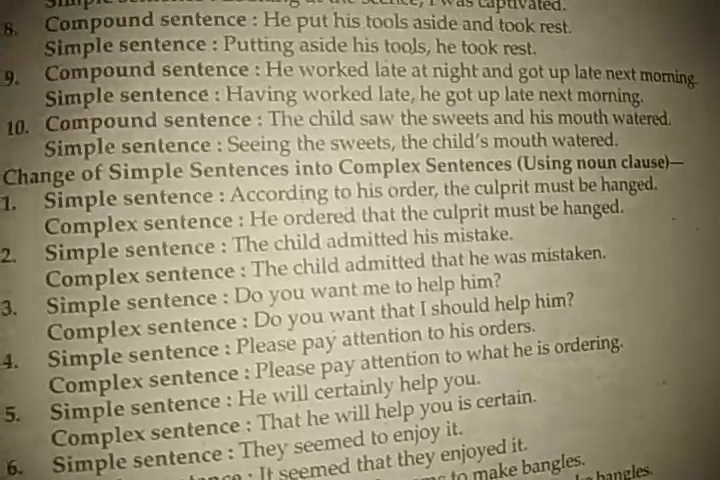 I was captivated.
8. Compound sentence : He put his tools aside and took rest.
Simple sentence : Putting aside his tools, he took rest.
9. Compound sentence : He worked late at night and got up late next morning.
Simple sentence : Having worked late, he got up late next morning.
10. Compound sentence : The child saw the sweets and his mouth watered.
Simple sentence : Seeing the sweets, the child's mouth watered.
Change of Simple Sentences into Complex Sentences (Using noun clause)—
1. Simple sentence : According to his order, the culprit must be hanged.
Complex sentence : He ordered that the culprit must be hanged.
2. Simple sentence : The child admitted his mistake.
Complex sentence : The child admitted that he was mistaken.
3. Simple sentence : Do you want me to help him?
Complex sentence : Do you want that I should help him?
4. Simple sentence : Please pay attention to his orders.
Complex sentence : Please pay attention to what he is ordering.
5. Simple sentence : He will certainly help you.
Complex sentence : That he will help you is certain.
6. Simple sentence : They seemed to enjoy it.
: It seemed that they enjoyed it.
to make bangles.
bangles.